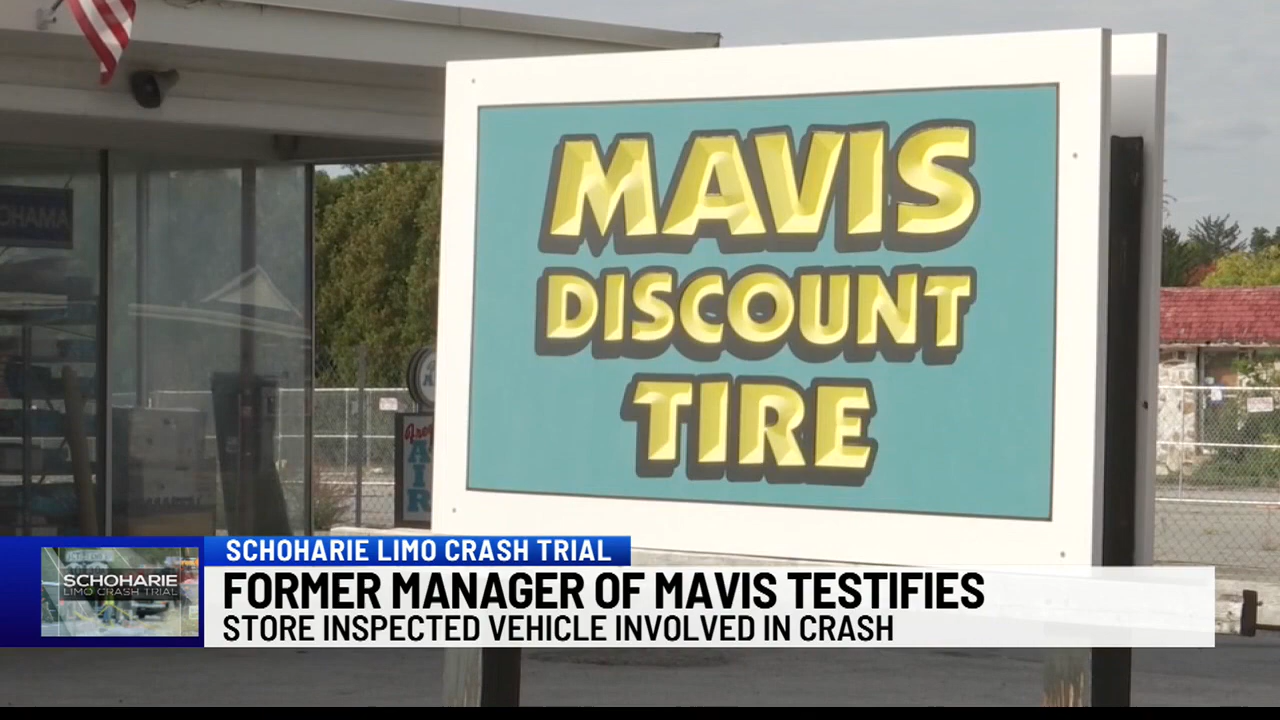 MAVIS
DISCOUNT
TIRE
AIR
SCHOHARIE LIMO CRASH TRIAL
SCHOHARIE
LIMO CRASH TRIAL
FORMER MANAGER OF MAVIS TESTIFIES
STORE INSPECTED VEHICLE INVOLVED IN CRASH